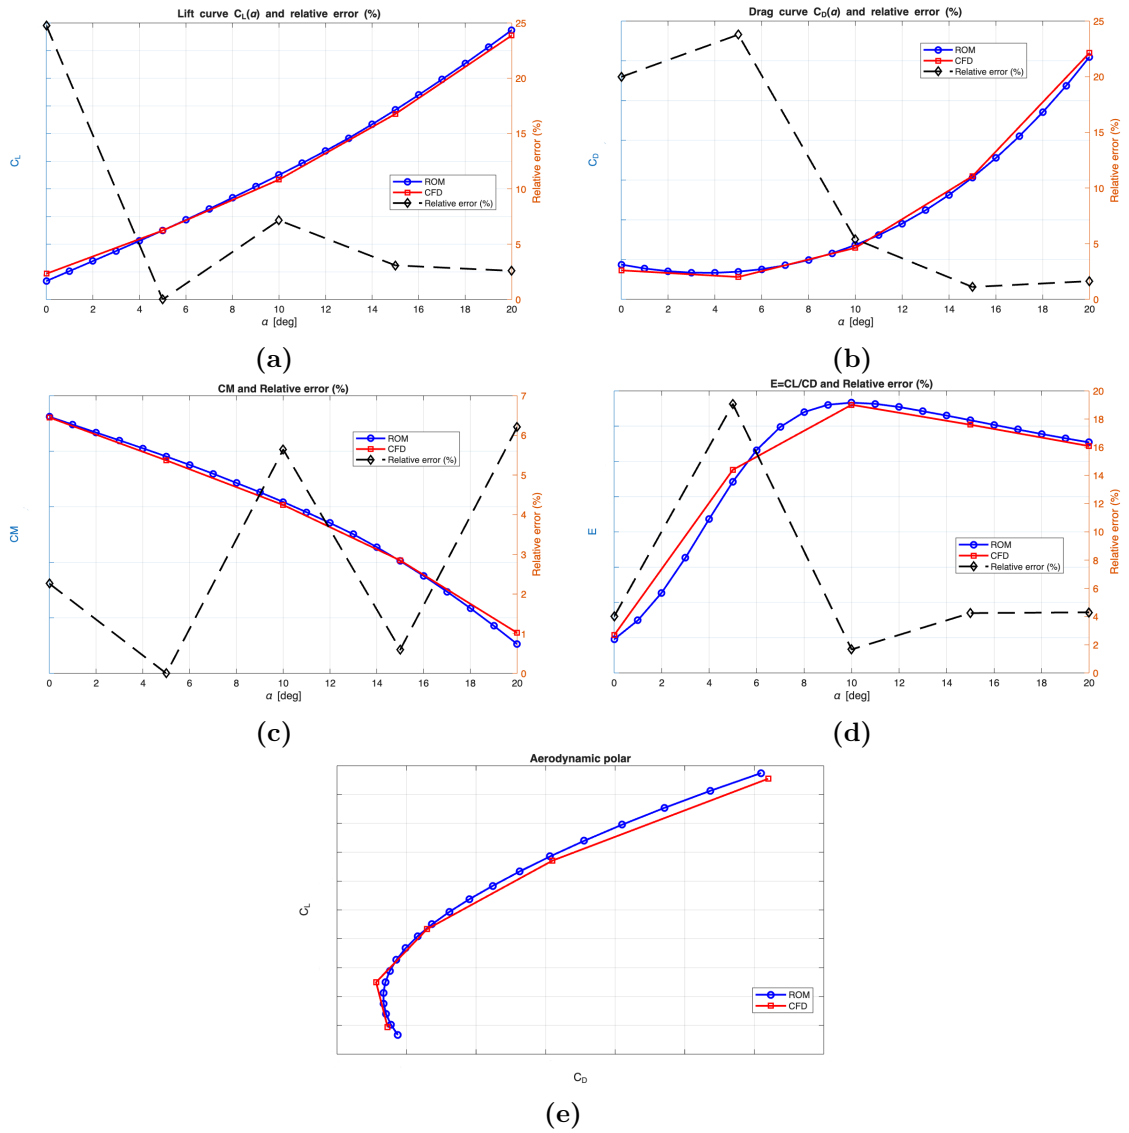 Lift curve C_L(α) and relative error (%)
C_L
25
20
15
10
5
0
Relative error (%)
ROM
CFD
Relative error (%)
0 2 4 6 8 10 12 14 16 18 20
α [deg]
(a)
Drag curve C_D(α) and relative error (%)
C_D
25
20
15
10
5
0
Relative error (%)
ROM
CFD
Relative error (%)
0 2 4 6 8 10 12 14 16 18 20
α [deg]
(b)
CM and Relative error (%)
CM
7
6
5
4
3
2
1
0
Relative error (%)
ROM
CFD
Relative error (%)
0 2 4 6 8 10 12 14 16 18 20
α [deg]
(c)
E=CL/CD and Relative error (%)
E
20
18
16
14
12
10
8
6
4
2
0
Relative error (%)
ROM
CFD
Relative error (%)
0 2 4 6 8 10 12 14 16 18 20
α [deg]
(d)
Aerodynamic polar
C_L
ROM
CFD
C_D
(e)